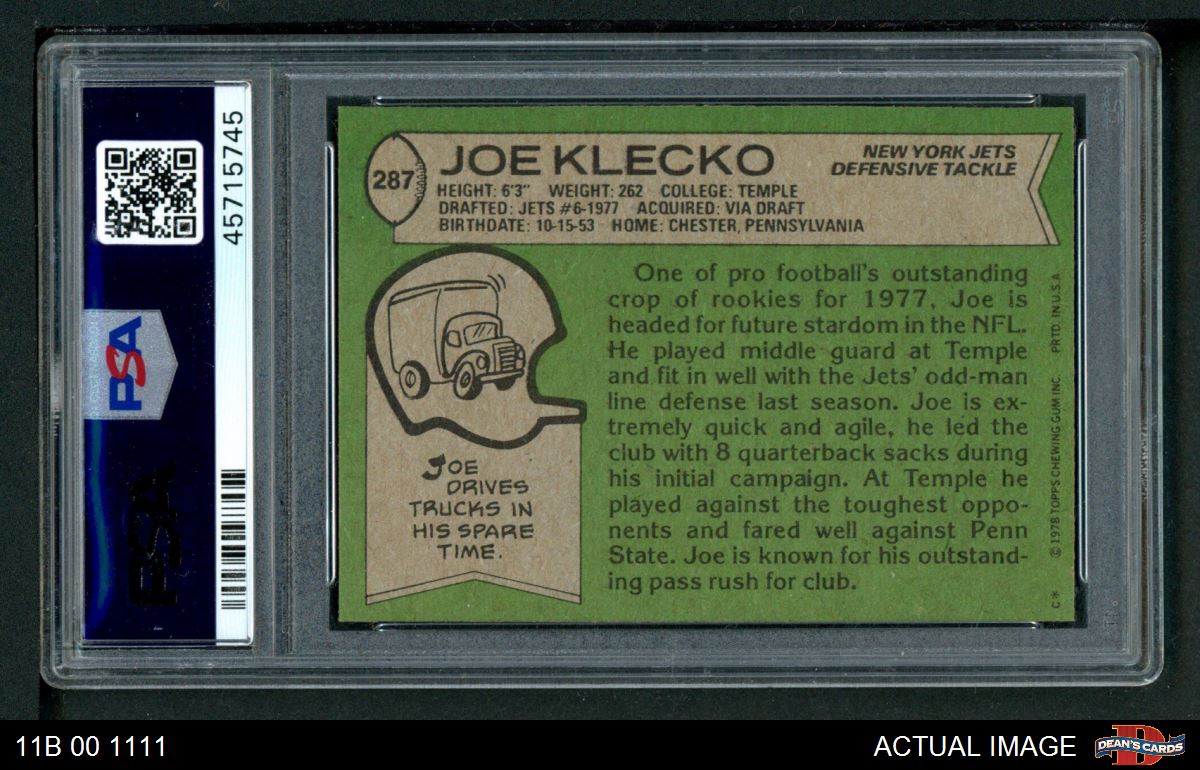 PSA
45715745
PSA
287
JOE KLECKO
NEW YORK JETS
DEFENSIVE TACKLE
HEIGHT: 6'3" WEIGHT: 262 COLLEGE: TEMPLE
DRAFTED: JETS #6-1977 ACQUIRED: VIA DRAFT
BIRTHDATE: 10-15-53 HOME: CHESTER, PENNSYLVANIA
JOE
DRIVES
TRUCKS IN
HIS SPARE
TIME.
One of pro football's outstanding
crop of rookies for 1977, Joe is
headed for future stardom in the NFL.
He played middle guard at Temple
and fit in well with the Jets' odd-man
line defense last season. Joe is ex-
tremely quick and agile, he led the
club with 8 quarterback sacks during
his initial campaign. At Temple he
played against the toughest oppo-
nents and fared well against Penn
State. Joe is known for his outstand-
ing pass rush for club.
C* ©1978 TOPPS CHEWING GUM INC. PRTD. IN U.S.A.
11B 00 1111
ACTUAL IMAGE
D
DEAN'S CARDS